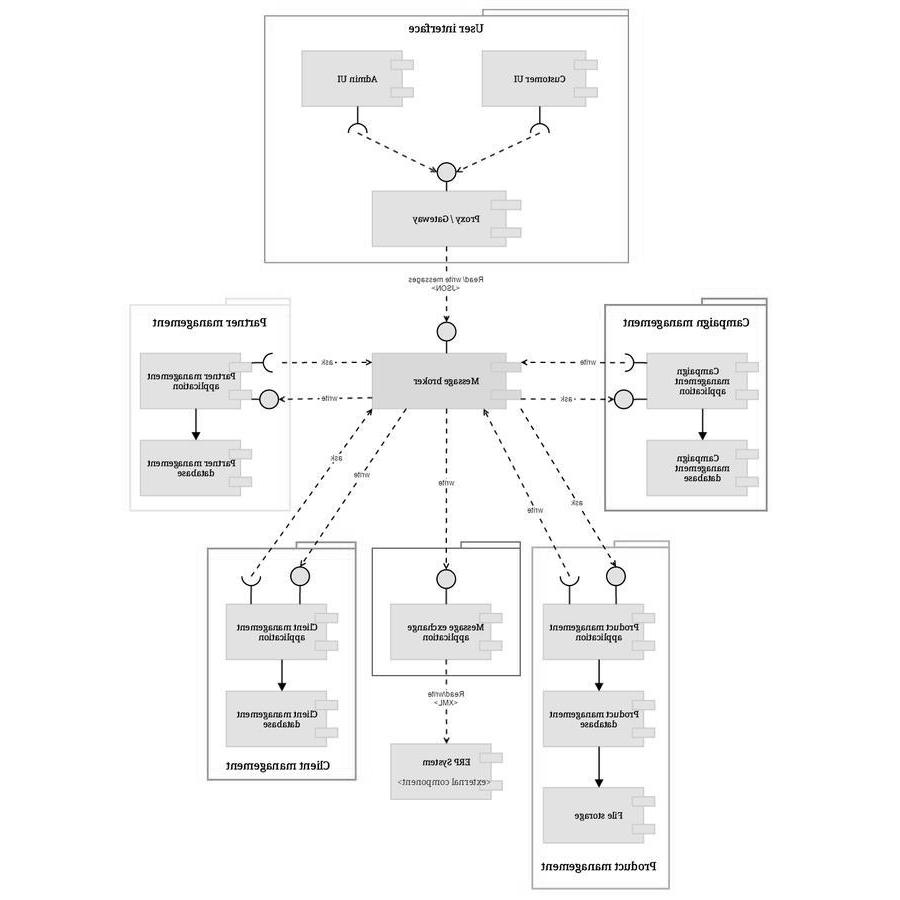 User interface
Admin UI
Customer UI
Proxy / Gateway
Read/ write messages
<JSON>
Partner management
Campaign management
Partner management
application
ask
write
Message broker
write
ask
Campaign
management
application
Partner management
database
Campaign
management
database
ask
write
write
write
ask
Client management
application
Message exchange
application
Product management
application
Client management
database
Read/write
<XML>
Product management
database
Client management
ERP System
<external component>
File storage
Product management